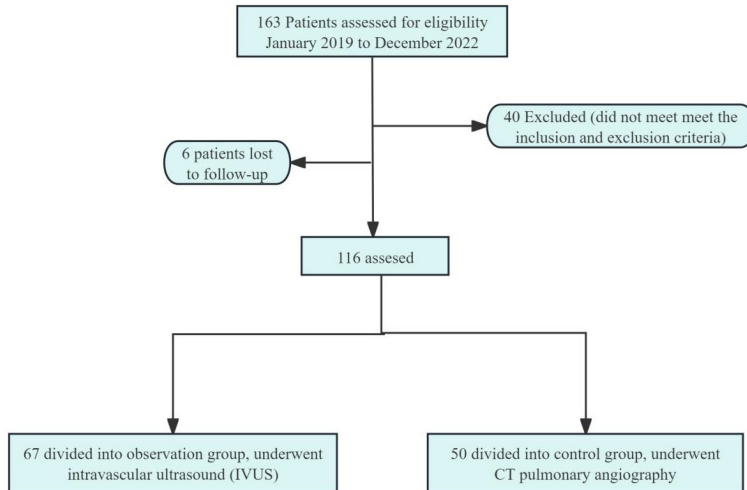 163 Patients assessed for eligibility
January 2019 to December 2022
40 Excluded (did not meet meet the
inclusion and exclusion criteria)
6 patients lost
to follow-up
116 assesed
67 divided into observation group, underwent
intravascular ultrasound (IVUS)
50 divided into control group, underwent
CT pulmonary angiography